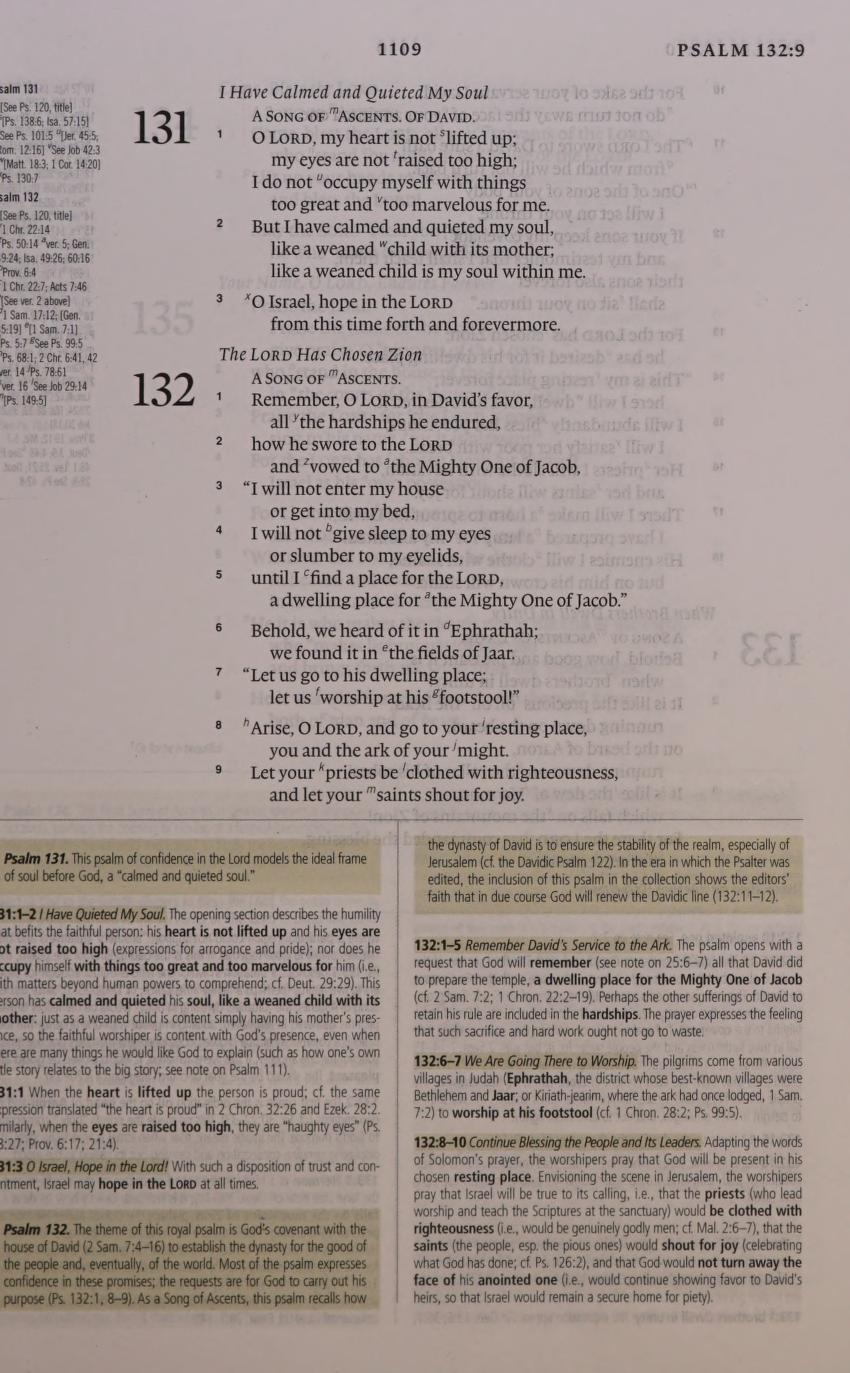 1109
PSALM 132:9
salm 131
[See Ps. 120, title]
[Ps. 138:6; Isa. 57:15]
See Ps. 101:5 [Jer. 45:5;
om. 12:16] See Job 42:3
[Matt. 18:3; 1 Cor. 14:20]
Ps. 130:7
salm 132
[See Ps. 120, title]
1 Chr. 22:14
Ps. 50:14 ver. 5; Gen.
9:24; Isa. 49:26; 60:16
Prov. 6:4
1 Chr. 22:7; Acts 7:46
[See ver. 2 above]
1 Sam. 17:12; [Gen.
5:19] [1 Sam. 7:1]
Ps. 5:7 See Ps. 99:5
Ps. 68:1; 2 Chr. 6:41, 42
ver. 14 Ps. 78:61
ver. 16 See Job 29:14
[Ps. 149:5]
I Have Calmed and Quieted My Soul
131 A SONG OF mASCENTS. OF DAVID.
1 O LORD, my heart is not slifted up;
my eyes are not traised too high;
I do not uoccupy myself with things
too great and vtoo marvelous for me.
2 But I have calmed and quieted my soul,
like a weaned wchild with its mother;
like a weaned child is my soul within me.
3 xO Israel, hope in the LORD
from this time forth and forevermore.
The LORD Has Chosen Zion
132 A SONG OF mASCENTS.
1 Remember, O LORD, in David's favor,
all ythe hardships he endured,
2 how he swore to the LORD
and zvowed to athe Mighty One of Jacob,
3 “I will not enter my house
or get into my bed,
4 I will not bgive sleep to my eyes
or slumber to my eyelids,
5 until I cfind a place for the LORD,
a dwelling place for athe Mighty One of Jacob.”
6 Behold, we heard of it in dEphrathah;
we found it in ethe fields of Jaar.
7 “Let us go to his dwelling place;
let us fworship at his gfootstool!”
8 hArise, O LORD, and go to your iresting place,
you and the ark of your jmight.
9 Let your kpriests be lclothed with righteousness,
and let your msaints shout for joy.
Psalm 131. This psalm of confidence in the Lord models the ideal frame
of soul before God, a “calmed and quieted soul.”
31:1–2 I Have Quieted My Soul. The opening section describes the humility
at befits the faithful person: his heart is not lifted up and his eyes are
ot raised too high (expressions for arrogance and pride); nor does he
ccupy himself with things too great and too marvelous for him (i.e.,
ith matters beyond human powers to comprehend; cf. Deut. 29:29). This
erson has calmed and quieted his soul, like a weaned child with its
other: just as a weaned child is content simply having his mother's pres-
ce, so the faithful worshiper is content with God's presence, even when
ere are many things he would like God to explain (such as how one's own
tle story relates to the big story; see note on Psalm 111).
31:1 When the heart is lifted up the person is proud; cf. the same
pression translated “the heart is proud” in 2 Chron. 32:26 and Ezek. 28:2.
milarly, when the eyes are raised too high, they are “haughty eyes” (Ps.
8:27; Prov. 6:17; 21:4).
31:3 O Israel, Hope in the Lord! With such a disposition of trust and con-
ntment, Israel may hope in the LORD at all times.
Psalm 132. The theme of this royal psalm is God's covenant with the
house of David (2 Sam. 7:4–16) to establish the dynasty for the good of
the people and, eventually, of the world. Most of the psalm expresses
confidence in these promises; the requests are for God to carry out his
purpose (Ps. 132:1, 8–9). As a Song of Ascents, this psalm recalls how
the dynasty of David is to ensure the stability of the realm, especially of
Jerusalem (cf. the Davidic Psalm 122). In the era in which the Psalter was
edited, the inclusion of this psalm in the collection shows the editors'
faith that in due course God will renew the Davidic line (132:11–12).
132:1–5 Remember David's Service to the Ark. The psalm opens with a
request that God will remember (see note on 25:6–7) all that David did
to prepare the temple, a dwelling place for the Mighty One of Jacob
(cf. 2 Sam. 7:2; 1 Chron. 22:2–19). Perhaps the other sufferings of David to
retain his rule are included in the hardships. The prayer expresses the feeling
that such sacrifice and hard work ought not go to waste.
132:6–7 We Are Going There to Worship. The pilgrims come from various
villages in Judah (Ephrathah, the district whose best-known villages were
Bethlehem and Jaar; or Kiriath-jearim, where the ark had once lodged, 1 Sam.
7:2) to worship at his footstool (cf. 1 Chron. 28:2; Ps. 99:5).
132:8–10 Continue Blessing the People and Its Leaders. Adapting the words
of Solomon's prayer, the worshipers pray that God will be present in his
chosen resting place. Envisioning the scene in Jerusalem, the worshipers
pray that Israel will be true to its calling, i.e., that the priests (who lead
worship and teach the Scriptures at the sanctuary) would be clothed with
righteousness (i.e., would be genuinely godly men; cf. Mal. 2:6–7), that the
saints (the people, esp. the pious ones) would shout for joy (celebrating
what God has done; cf. Ps. 126:2), and that God would not turn away the
face of his anointed one (i.e., would continue showing favor to David's
heirs, so that Israel would remain a secure home for piety).